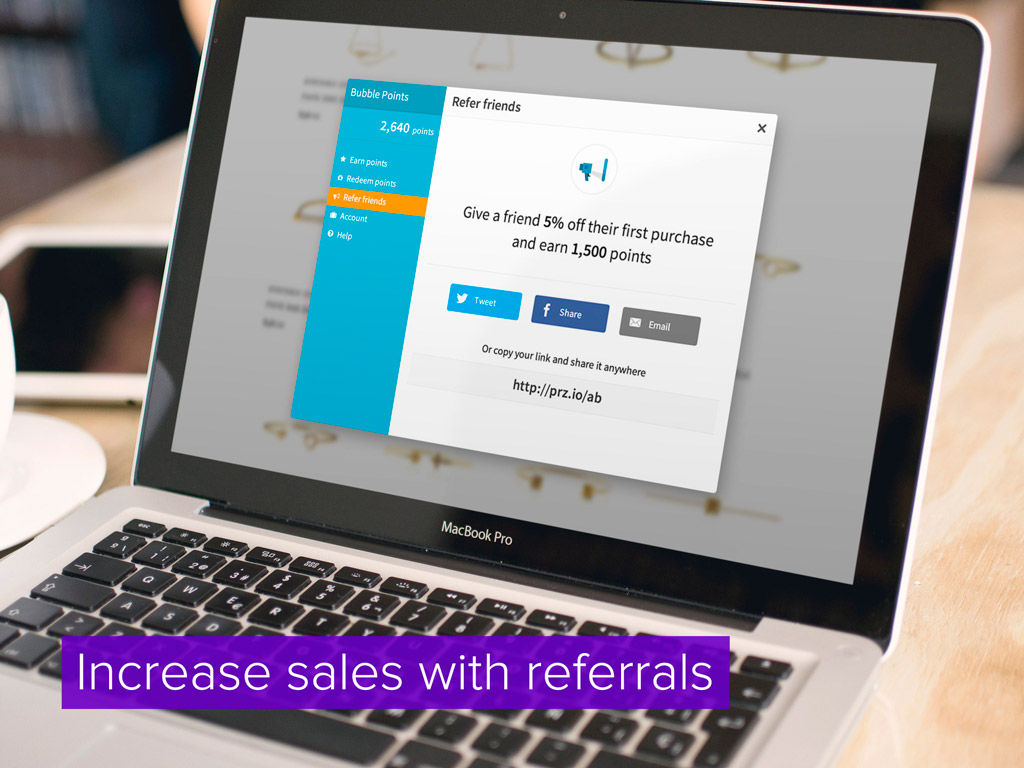 Bubble Points
2,640 points
Earn points
Redeem points
Refer friends
Account
Help
Refer friends
Give a friend 5% off their first purchase
and earn 1,500 points
Tweet
Share
Email
Or copy your link and share it anywhere
http://prz.io/ab
MacBook Pro
esc
Q W E R T Y
A S D
Increase sales with referrals